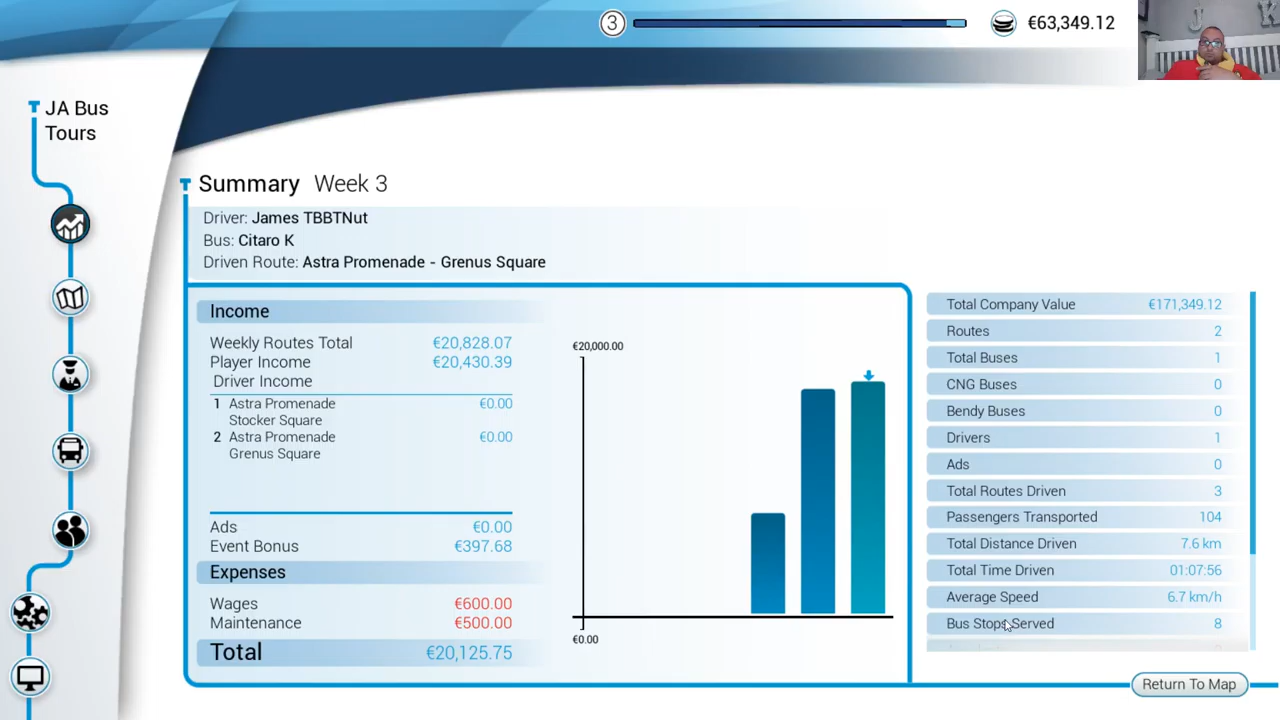 3
€63,349.12
JA Bus
Tours
Summary Week 3
Driver: James TBBTNut
Bus: Citaro K
Driven Route: Astra Promenade - Grenus Square
Income
Weekly Routes Total €20,828.07
Player Income €20,430.39
Driver Income
1 Astra Promenade €0.00
Stocker Square
2 Astra Promenade €0.00
Grenus Square
Ads €0.00
Event Bonus €397.68
Expenses
Wages €600.00
Maintenance €500.00
Total €20,125.75
€20,000.00
€0.00
Total Company Value €171,349.12
Routes 2
Total Buses 1
CNG Buses 0
Bendy Buses 0
Drivers 1
Ads 0
Total Routes Driven 3
Passengers Transported 104
Total Distance Driven 7.6 km
Total Time Driven 01:07:56
Average Speed 6.7 km/h
Bus Stops Served 8
Return To Map